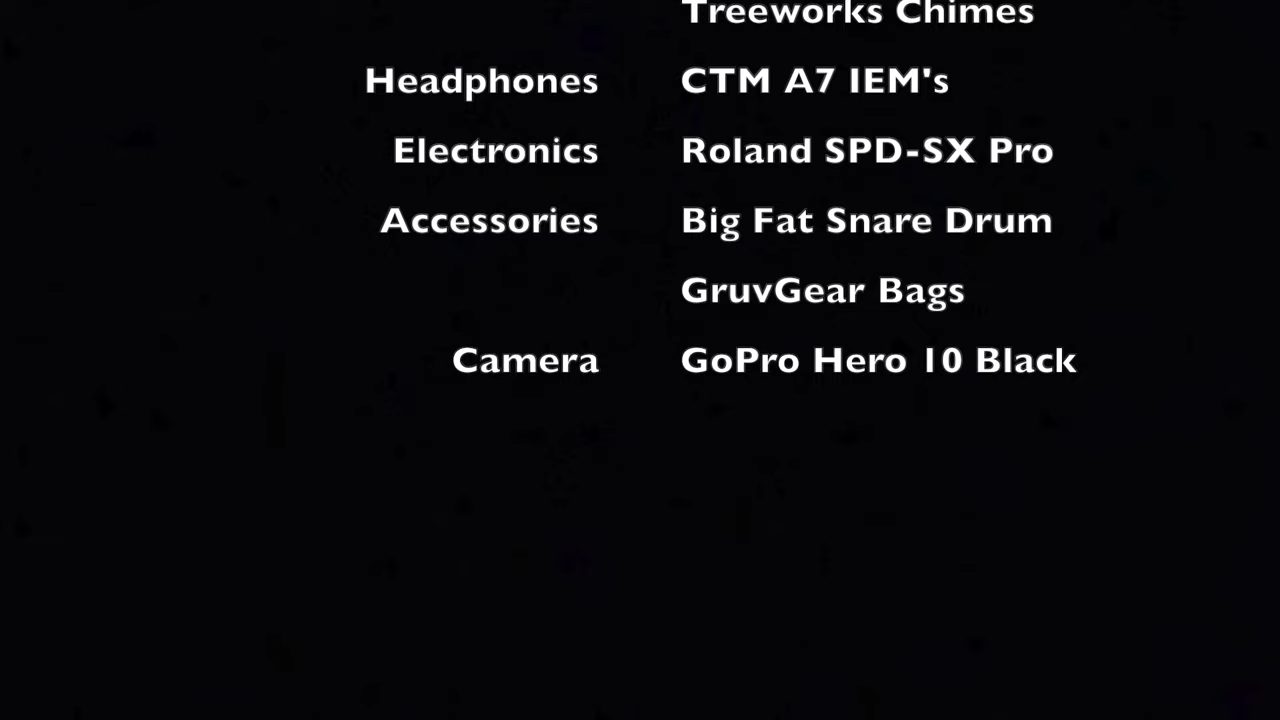 Treeworks Chimes
Headphones CTM A7 IEM's
Electronics Roland SPD-SX Pro
Accessories Big Fat Snare Drum
GruvGear Bags
Camera GoPro Hero 10 Black